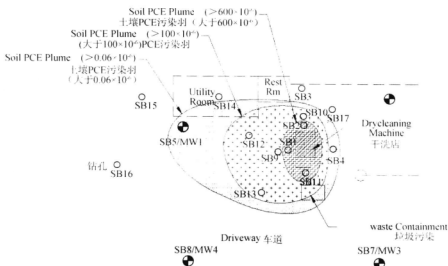 Soil PCE Plume （>600×10⁻⁶）
土壤PCE污染羽（大于600×10⁻⁶）
Soil PCE Plume （>100×10⁻⁶）
（大于100×10⁻⁶)PCE污染羽
Soil PCE Plume （>0.06×10⁻⁶）
土壤PCE污染羽
（大于0.06×10⁻⁶）
Utility
Room
Rest
Rm
SB3
SB15
SB14
SB10
SB17
SB2
Drycleaning
Machine
干洗店
SB5/MW1
SB12
SB1
SB9
SB4
钻孔
SB16
SB11
SB13
waste Containment
垃圾污染
Driveway 车道
SB8/MW4
SB7/MW3